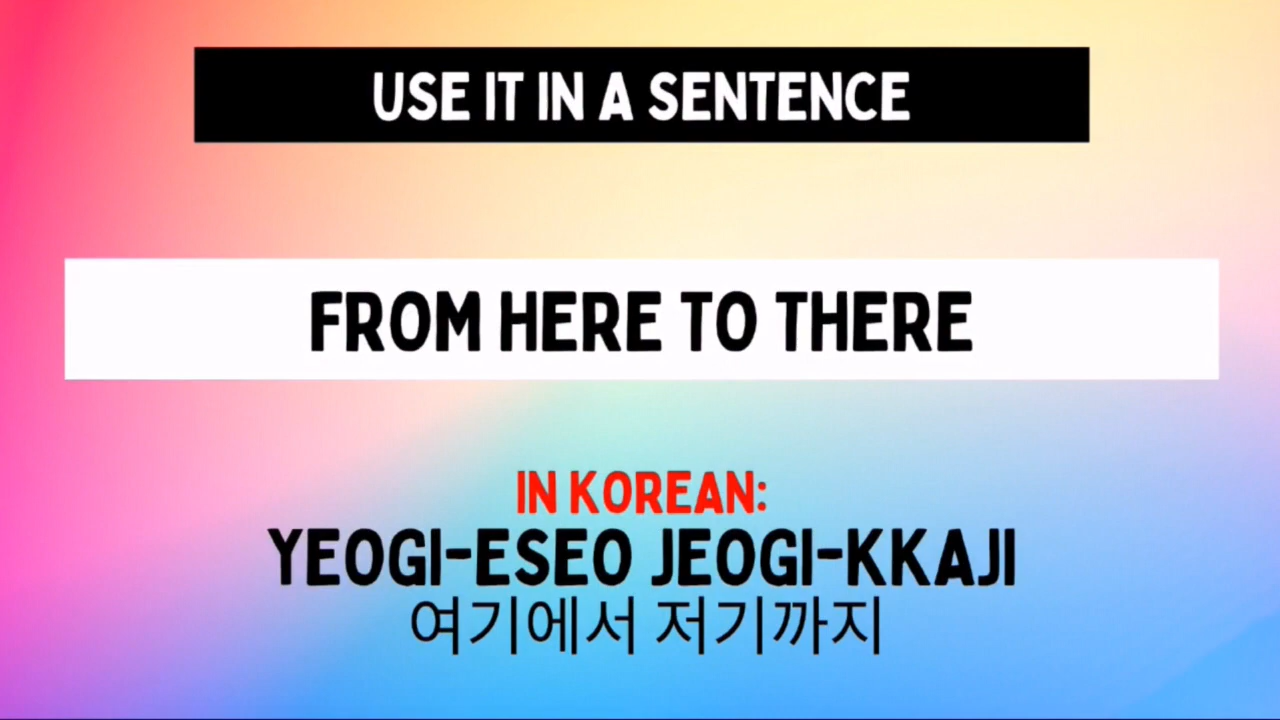 USE IT IN A SENTENCE
FROM HERE TO THERE
IN KOREAN:
YEOGI-ESEO JEOGI-KKAJI
여기에서 저기까지